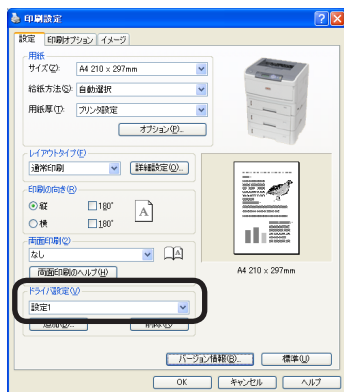 印刷設定
設定 印刷オプション イメージ
用紙
サイズ(Z): A4 210 x 297mm
給紙方法(S): 自動選択
用紙厚(T): プリンタ設定
オプション(P)...
レイアウトタイプ(F)
通常印刷 詳細設定(O)...
印刷の向き(R)
縦 180°
横 180°
A
両面印刷(2)
なし
両面印刷のヘルプ(H)
A4 210 x 297mm
ドライバ設定(V)
設定1
追加(D)...
バージョン情報(B)... 標準(U)
OK キャンセル ヘルプ